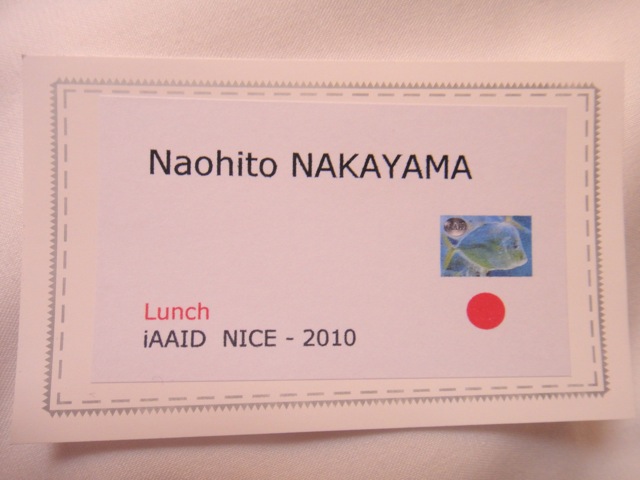 Naohito NAKAYAMA
Lunch
iAAID NICE - 2010